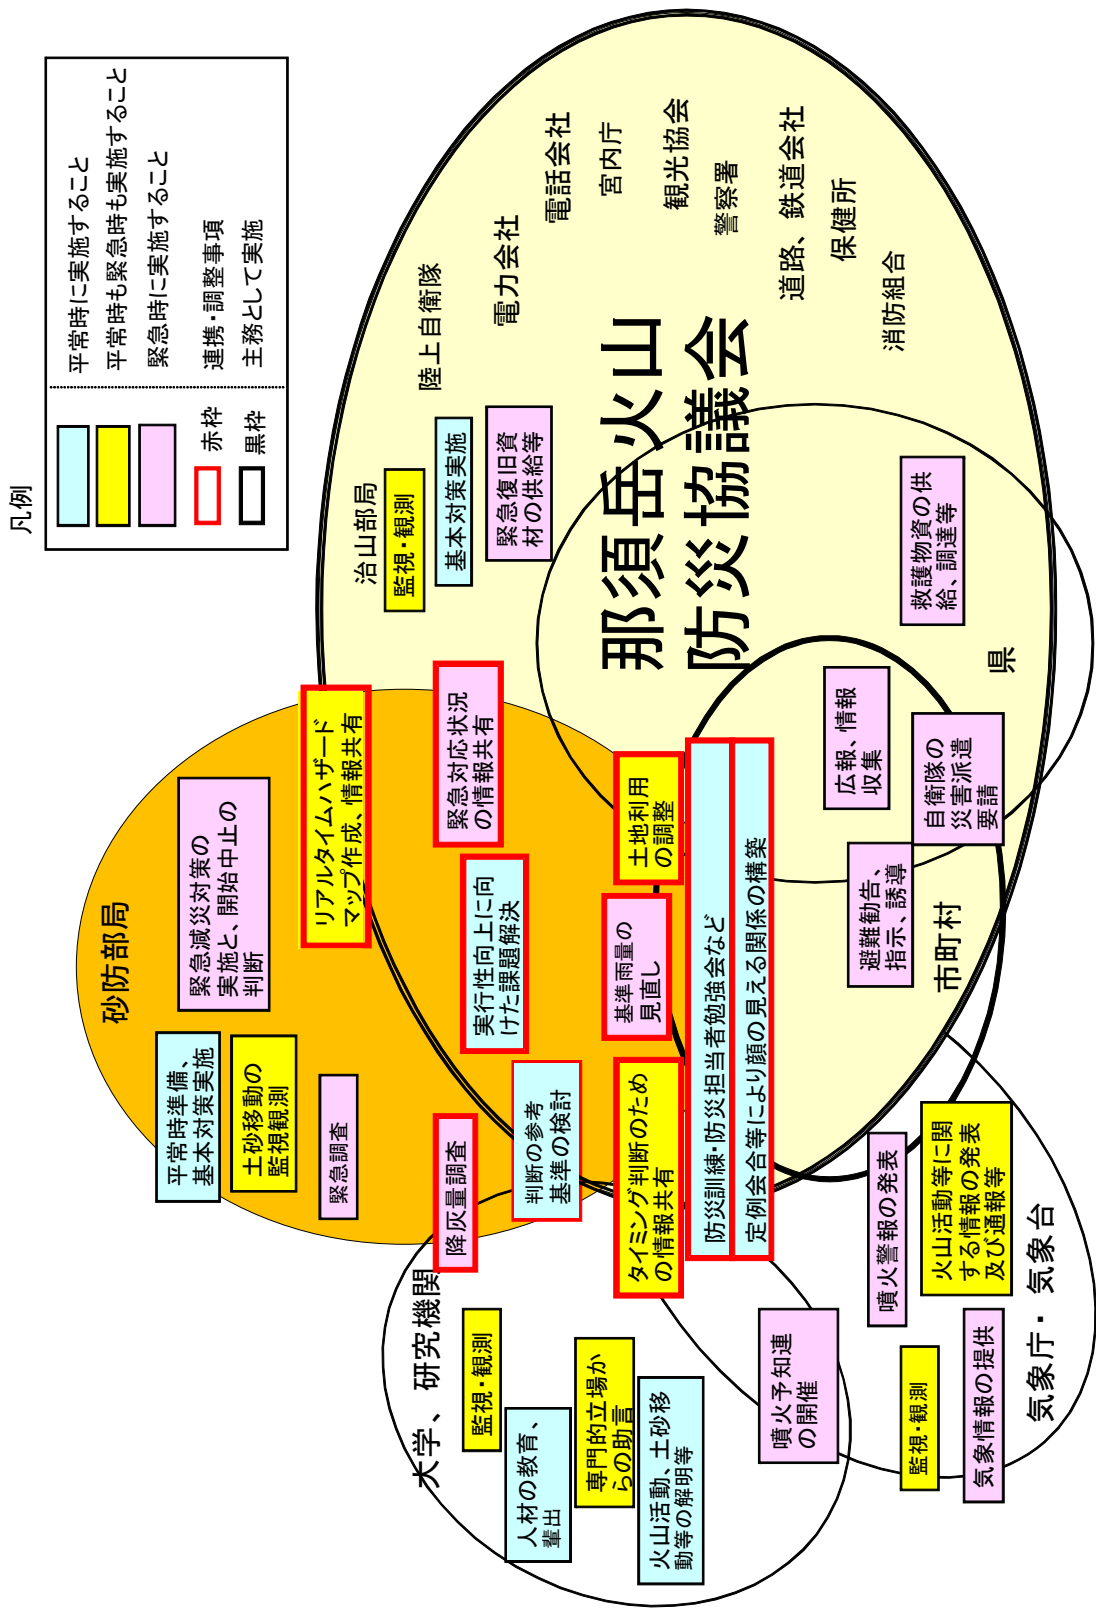 凡例
平常時に実施すること
平常時も緊急時も実施すること
緊急時に実施すること
赤枠
連携・調整事項
黒枠
主務として実施
砂防部局
平常時準備、
基本対策実施
緊急減災対策の
実施と、開始中止の
判断
土砂移動の
監視観測
緊急調査
リアルタイムハザード
マップ作成、情報共有
治山部局
監視・観測
基本対策実施
緊急復旧資
材の供給等
陸上自衛隊
電力会社
電話会社
宮内庁
観光協会
警察署
道路、鉄道会社
保健所
消防組合
那須岳火山
防災協議会
大学、研究機関
降灰量調査
緊急対応状況
の情報共有
実行性向上に向
けた課題解決
判断の参考
基準の検討
監視・観測
人材の教育、
輩出
専門的立場か
らの助言
火山活動、土砂移
動等の解明等
タイミング判断のため
の情報共有
基準雨量の
見直し
土地利用
の調整
防災訓練・防災担当者勉強会など
定例会合等により顔の見える関係の構築
噴火予知連
の開催
広報、情報
収集
避難勧告、
指示、誘導
自衛隊の
災害派遣
要請
救護物資の供
給、調達等
県
市町村
噴火警報の発表
火山活動等に関
する情報の発表
及び通報等
監視・観測
気象情報の提供
気象庁・気象台